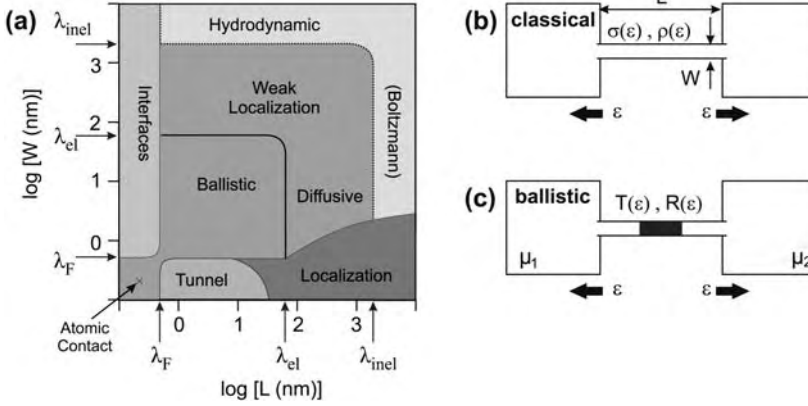 (a)
λinel
Hydrodynamic
3
Weak
Localization
Interfaces
(Boltzmann)
log [W (nm)]
2
λel
1
Ballistic
Diffusive
0
λF
Tunnel
Localization
Atomic
Contact
0 1 2 3
λF λel λinel
log [L (nm)]
(b)
classical
L
σ(ε) , ρ(ε)
W
ε ε
(c)
ballistic
T(ε) , R(ε)
μ1 μ2
ε ε